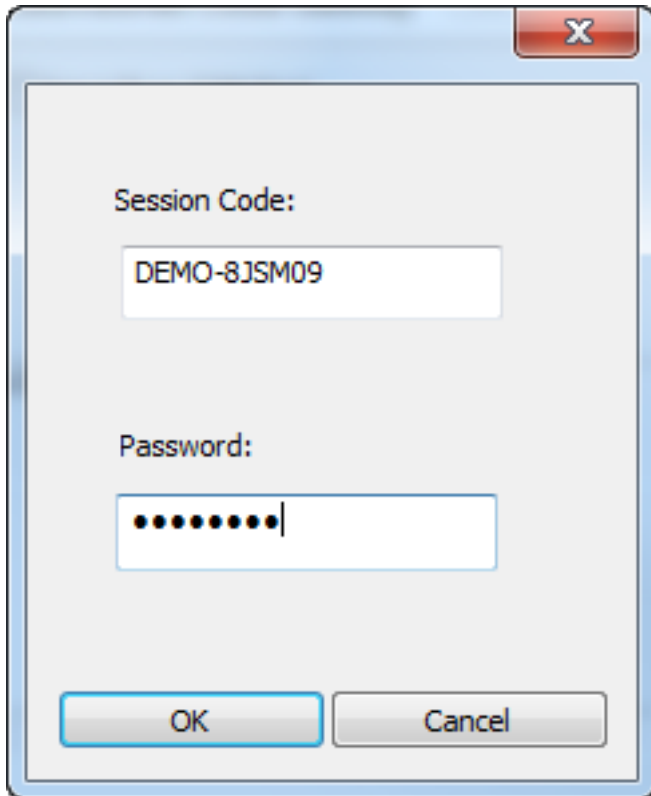 Session Code:
DEMO-8JSM09
Password:
••••••••
OK
Cancel